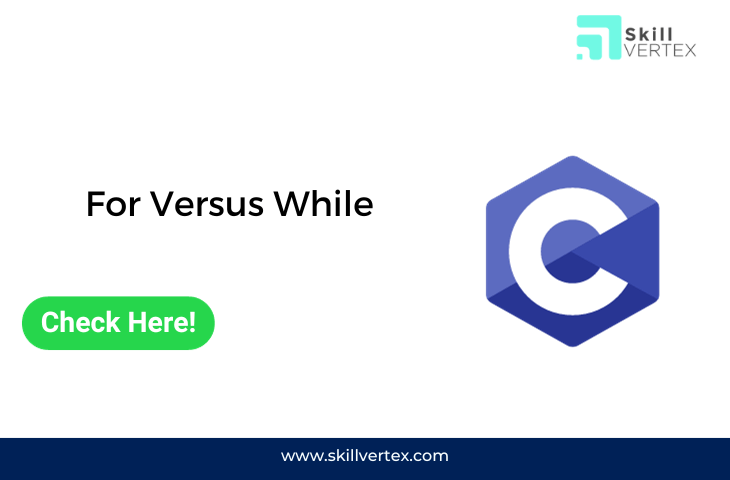 Skill
VERTEX
For Versus While
C
Check Here!
www.skillvertex.com